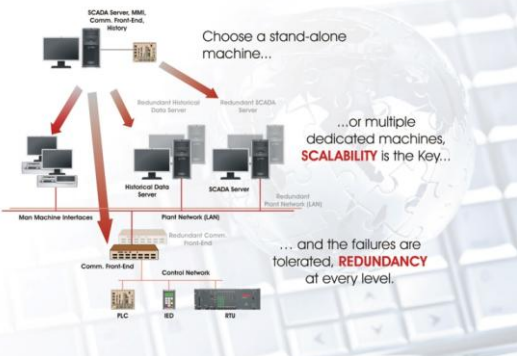 SCADA Server, MMI,
Comm. Front-End,
History
Choose a stand-alone
machine...
Redundant Historical
Data Server
Redundant SCADA
Server
...or multiple
dedicated machines,
SCALABILITY is the Key...
Historical Data
Server
SCADA Server
Redundant
Plant Network (LAN)
Man Machine Interfaces
Plant Network (LAN)
Redundant Comm.
Front-End
... and the failures are
tolerated, REDUNDANCY
at every level.
Comm. Front-End
Control Network
PLC
IED
RTU